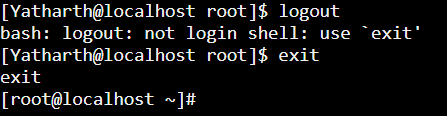 [Yatharth@localhost root]$ logout
bash: logout: not login shell: use `exit'
[Yatharth@localhost root]$ exit
exit
[root@localhost ~]#